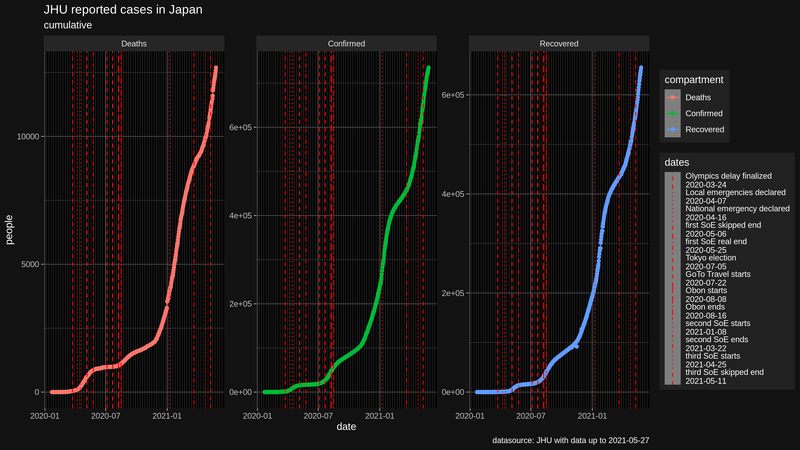 JHU reported cases in Japan
cumulative
Deaths
Confirmed
Recovered
people
10000
5000
0
6e+05
4e+05
2e+05
0e+00
6e+05
4e+05
2e+05
0e+00
2020-01
2020-07
2021-01
2020-01
2020-07
2021-01
2020-01
2020-07
2021-01
date
compartment
Deaths
Confirmed
Recovered
dates
Olympics delay finalized
2020-03-24
Local emergencies declared
2020-04-07
National emergency declared
2020-04-16
first SoE skipped end
2020-05-06
first SoE real end
2020-05-25
Tokyo election
2020-07-05
GoTo Travel starts
2020-07-22
Obon starts
2020-08-08
Obon ends
2020-08-16
second SoE starts
2021-01-08
second SoE ends
2021-03-22
third SoE starts
2021-04-25
third SoE skipped end
2021-05-11
datasource: JHU with data up to 2021-05-27